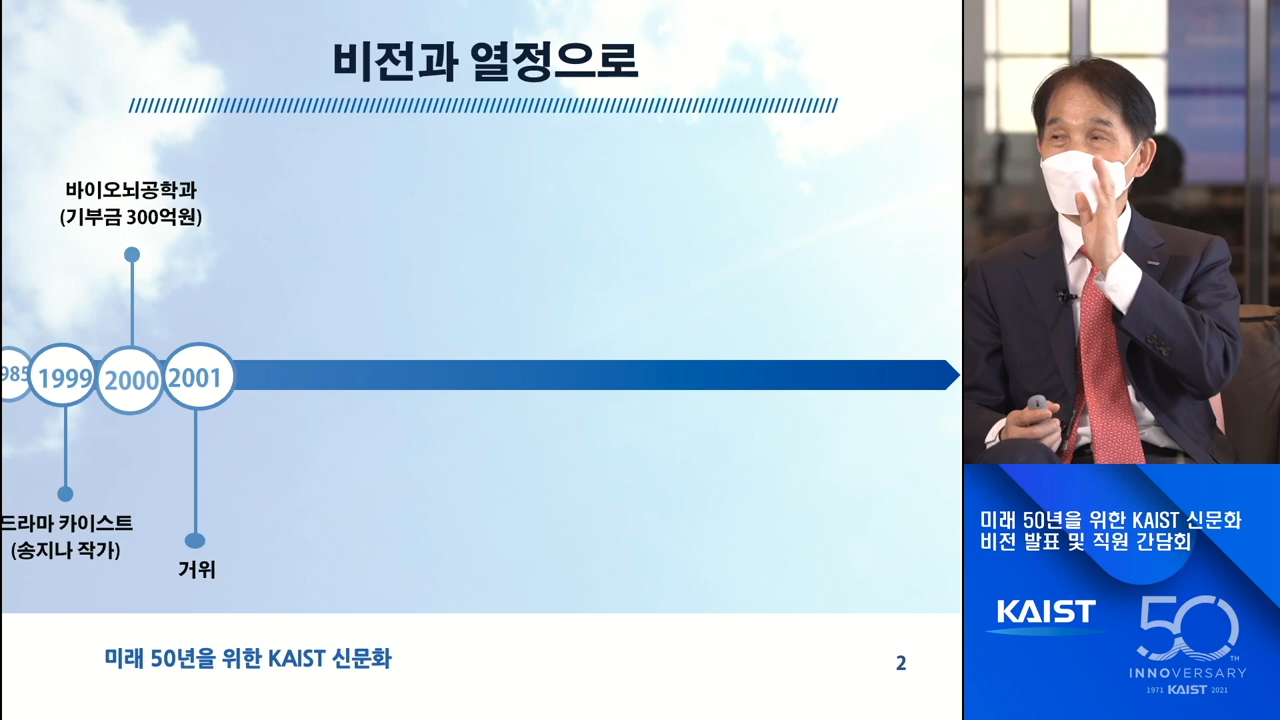 비전과 열정으로
바이오뇌공학과
(기부금 300억원)
985
1999
2000
2001
드라마 카이스트
(송지나 작가)
거위
미래 50년을 위한 KAIST 신문화
2
미래 50년을 위한 KAIST 신문화
비전 발표 및 직원 간담회
KAIST
50
TH
INNOVERSARY
1971 KAIST 2021